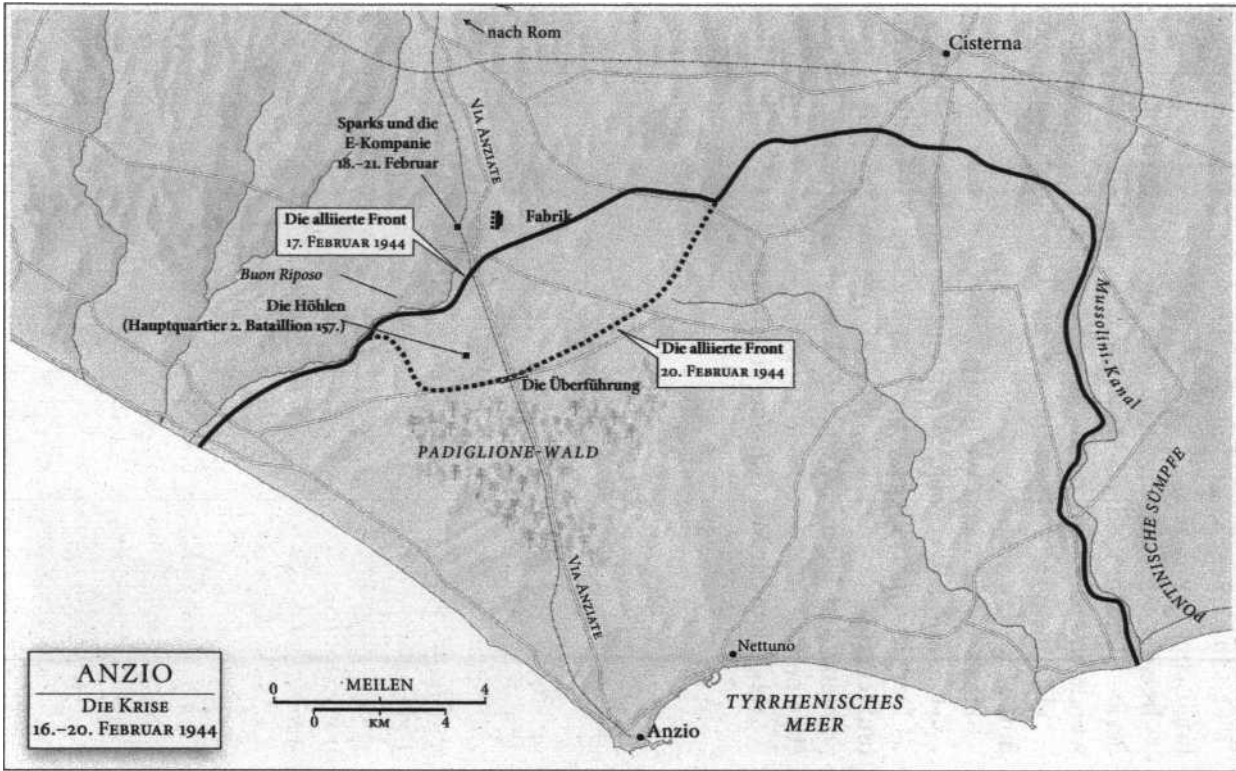 nach Rom
Cisterna
Sparks und die
E-Kompanie
18.–21. Februar
VIA ANZIATE
Fabrik
Die alliierte Front
17. FEBRUAR 1944
Buon Riposo
Die Höhlen
(Hauptquartier 2. Bataillion 157.)
Mussolini-Kanal
Die alliierte Front
20. FEBRUAR 1944
Die Überführung
PADIGLIONE-WALD
PONTINISCHE SÜMPFE
VIA ANZIATE
Nettuno
ANZIO
DIE KRISE
16.–20. FEBRUAR 1944
0 MEILEN 4
0 KM 4
TYRRHENISCHES
MEER
Anzio